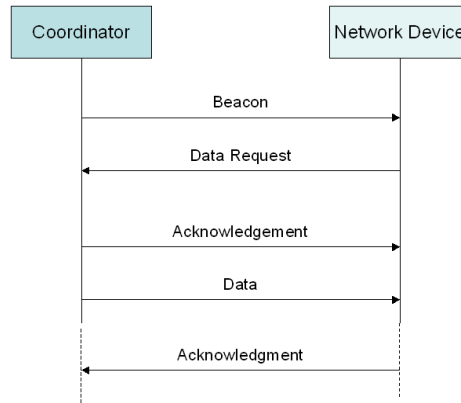 Coordinator
Network Device
Beacon
Data Request
Acknowledgement
Data
Acknowledgment